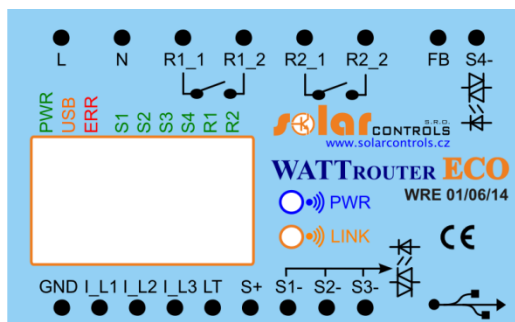 L N R1_1 R1_2 R2_1 R2_2 FB S4-
PWR USB ERR S1 S2 S3 S4 R1 R2
solar
CONTROLS S.R.O.
www.solarcontrols.cz
WATTROUTER ECO
WRE 01/06/14
PWR
LINK
CE
GND I_L1 I_L2 I_L3 LT S+ S1- S2- S3-